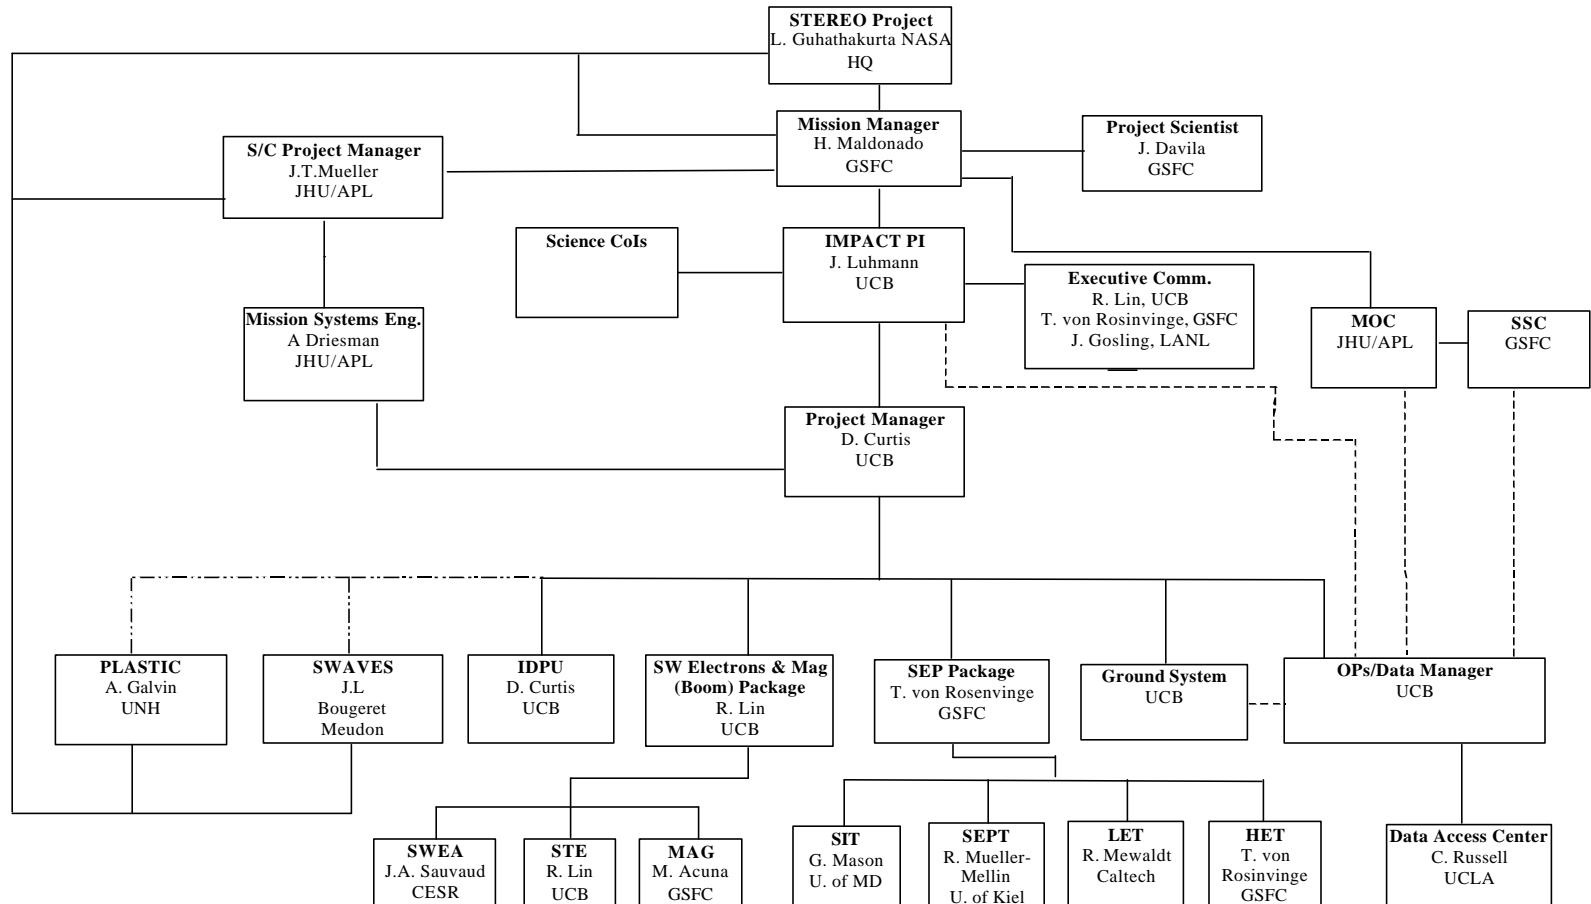 STEREO Project
L. Guhathakurta NASA
HQ
Mission Manager
H. Maldonado
GSFC
Project Scientist
J. Davila
GSFC
S/C Project Manager
J.T.Mueller
JHU/APL
Science CoIs
IMPACT PI
J. Luhmann
UCB
Executive Comm.
R. Lin, UCB
T. von Rosinvinge, GSFC
J. Gosling, LANL
Mission Systems Eng.
A Driesman
JHU/APL
MOC
JHU/APL
SSC
GSFC
Project Manager
D. Curtis
UCB
PLASTIC
A. Galvin
UNH
SWAVES
J.L
Bougeret
Meudon
IDPU
D. Curtis
UCB
SW Electrons & Mag
(Boom) Package
R. Lin
UCB
SEP Package
T. von Rosenvinge
GSFC
Ground System
UCB
OPs/Data Manager
UCB
SWEA
J.A. Sauvaud
CESR
STE
R. Lin
UCB
MAG
M. Acuna
GSFC
SIT
G. Mason
U. of MD
SEPT
R. Mueller-
Mellin
U. of Kiel
LET
R. Mewaldt
Caltech
HET
T. von
Rosinvinge
GSFC
Data Access Center
C. Russell
UCLA